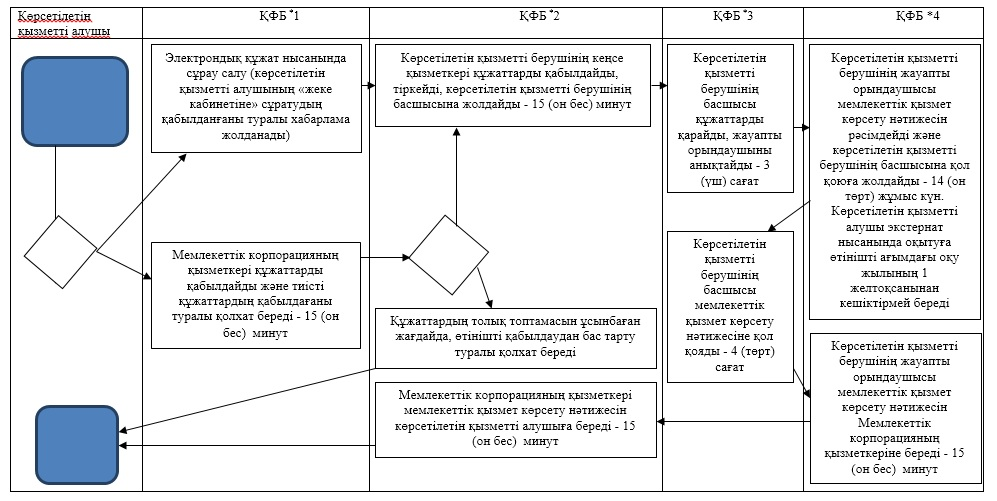 Көрсетілетін
қызметті алушы
ҚФБ *1
ҚФБ *2
ҚФБ *3
ҚФБ *4
Электрондық құжат нысанында
сұрау салу (көрсетілетін
қызметті алушының «жеке
кабинетіне» сұратудың
қабылданғаны туралы хабарлама
жолданады)
Көрсетілетін қызметті берушінің кеңсе
қызметкері құжаттарды қабылдайды,
тіркейді, көрсетілетін қызметті берушінің
басшысына жолдайды - 15 (он бес) минут
Көрсетілетін
қызметті
берушінің
басшысы
құжаттарды
қарайды, жауапты
орындаушыны
анықтайды - 3
(үш) сағат
Көрсетілетін қызметті
берушінің жауапты
орындаушысы
мемлекеттік қызмет
көрсету нәтижесін
рәсімдейді және
көрсетілетін қызметті
берушінің басшысына қол
қоюға жолдайды - 14 (он
төрт) жұмыс күн.
Көрсетілетін қызметті
алушы экстернат
нысанында оқытуға
өтінішті ағымдағы оқу
жылының 1
желтоқсанынан
кешіктірмей береді
Мемлекеттік корпорацияның
қызметкері құжаттарды
қабылдайды және тиісті
құжаттардың қабылдағаны
туралы қолхат береді - 15 (он
бес) минут
Құжаттардың толық топтамасын ұсынбаған
жағдайда, өтінішті қабылдаудан бас тарту
туралы қолхат береді
Көрсетілетін
қызметті
берушінің
басшысы
мемлекеттік
қызмет көрсету
нәтижесіне қол
қояды - 4 (төрт)
сағат
Көрсетілетін қызметті
берушінің жауапты
орындаушысы
мемлекеттік қызмет
көрсету нәтижесін
Мемлекеттік
корпорацияның
қызметкеріне береді - 15
(он бес) минут
Мемлекеттік корпорацияның қызметкері
мемлекеттік қызмет көрсету нәтижесін
көрсетілетін қызметті алушыға береді - 15
(он бес) минут